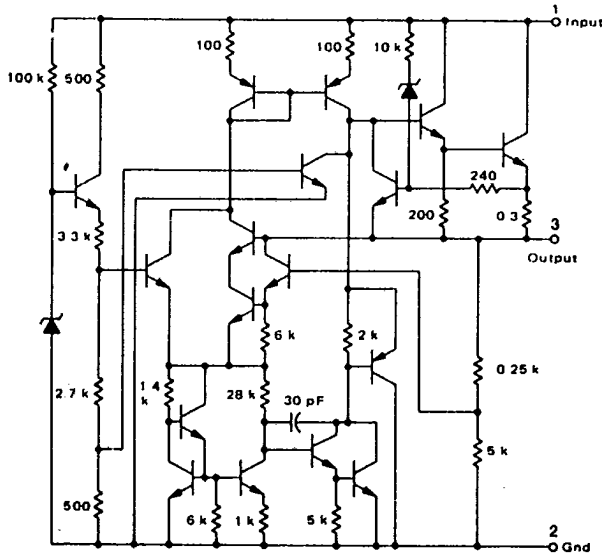 1
Input
100
100
10 k
100 k
500
240
200
0.3
3.3 k
3
Output
6 k
2 k
0.25 k
1.4
k
28 k
30 pF
2.7 k
5 k
500
6 k
1 k
5 k
2
Gnd